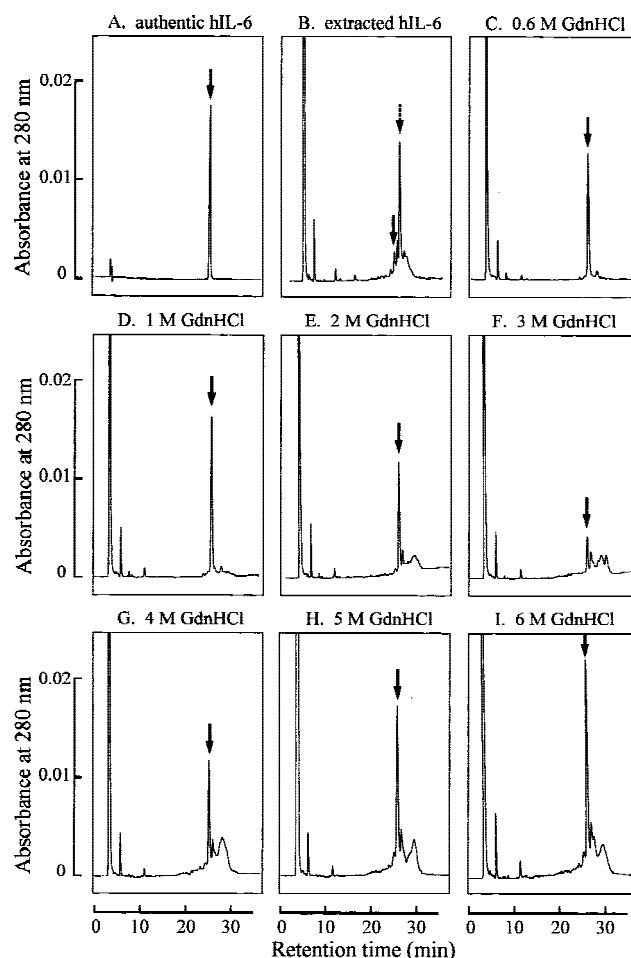 A. authentic hIL-6
B. extracted hIL-6
C. 0.6 M GdnHCl
Absorbance at 280 nm
0.02
0.01
0
D. 1 M GdnHCl
E. 2 M GdnHCl
F. 3 M GdnHCl
Absorbance at 280 nm
0.02
0.01
0
G. 4 M GdnHCl
H. 5 M GdnHCl
I. 6 M GdnHCl
Absorbance at 280 nm
0.02
0.01
0
0 10 20 30
0 10 20 30
0 10 20 30
Retention time (min)